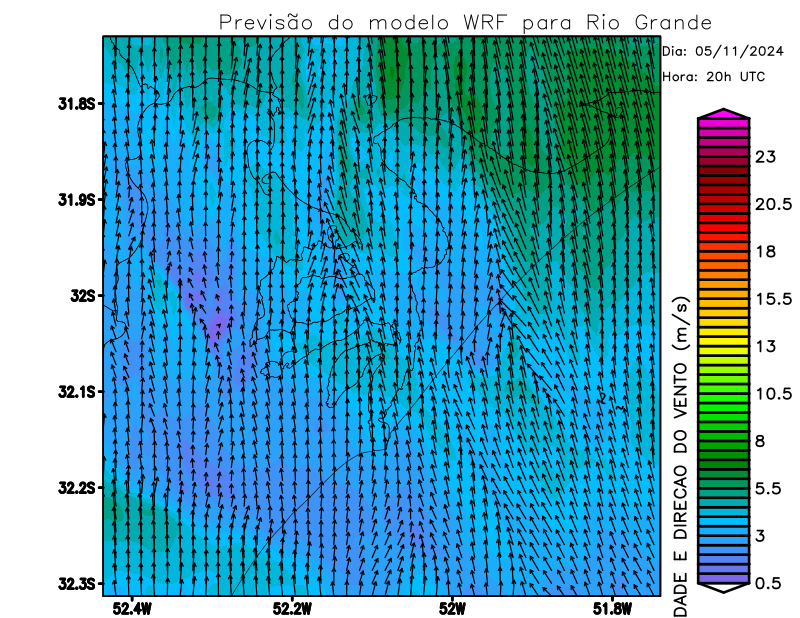 Previsão do modelo WRF para Rio Grande
Dia: 05/11/2024
Hora: 20h UTC
31.8S
31.9S
32S
32.1S
32.2S
32.3S
52.4W
52.2W
52W
51.8W
23
20.5
18
15.5
13
10.5
8
5.5
3
0.5
DADE E DIRECAO DO VENTO (m/s)